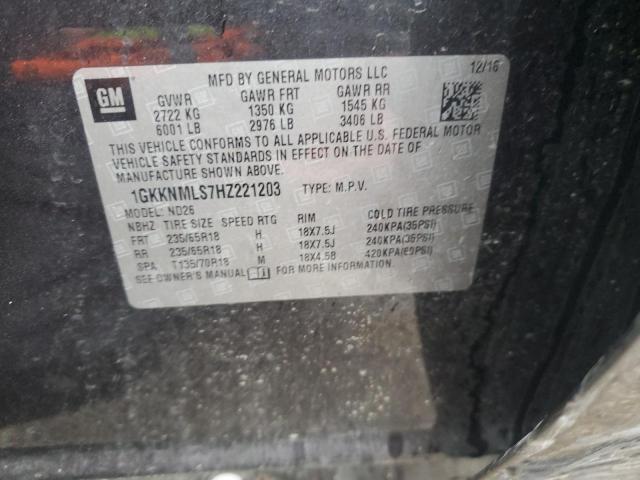 MFD BY GENERAL MOTORS LLC 12/16
GM
GVWR GAWR FRT GAWR RR
2722 KG 1350 KG 1545 KG
6001 LB 2976 LB 3406 LB
THIS VEHICLE CONFORMS TO ALL APPLICABLE U.S. FEDERAL MOTOR
VEHICLE SAFETY STANDARDS IN EFFECT ON THE DATE OF
MANUFACTURE SHOWN ABOVE.
1GKKNMLS7HZ221203 TYPE: M.P.V.
MODEL: ND26
NBHZ TIRE SIZE SPEED RTG RIM COLD TIRE PRESSURE
FRT 235/65R18 H 18X7.5J 240KPA(35PSI)
RR 235/65R18 H 18X7.5J 240KPA(35PSI)
SPA T135/70R18 M 18X4.5B 420KPA(60PSI)
SEE OWNER'S MANUAL FOR MORE INFORMATION.